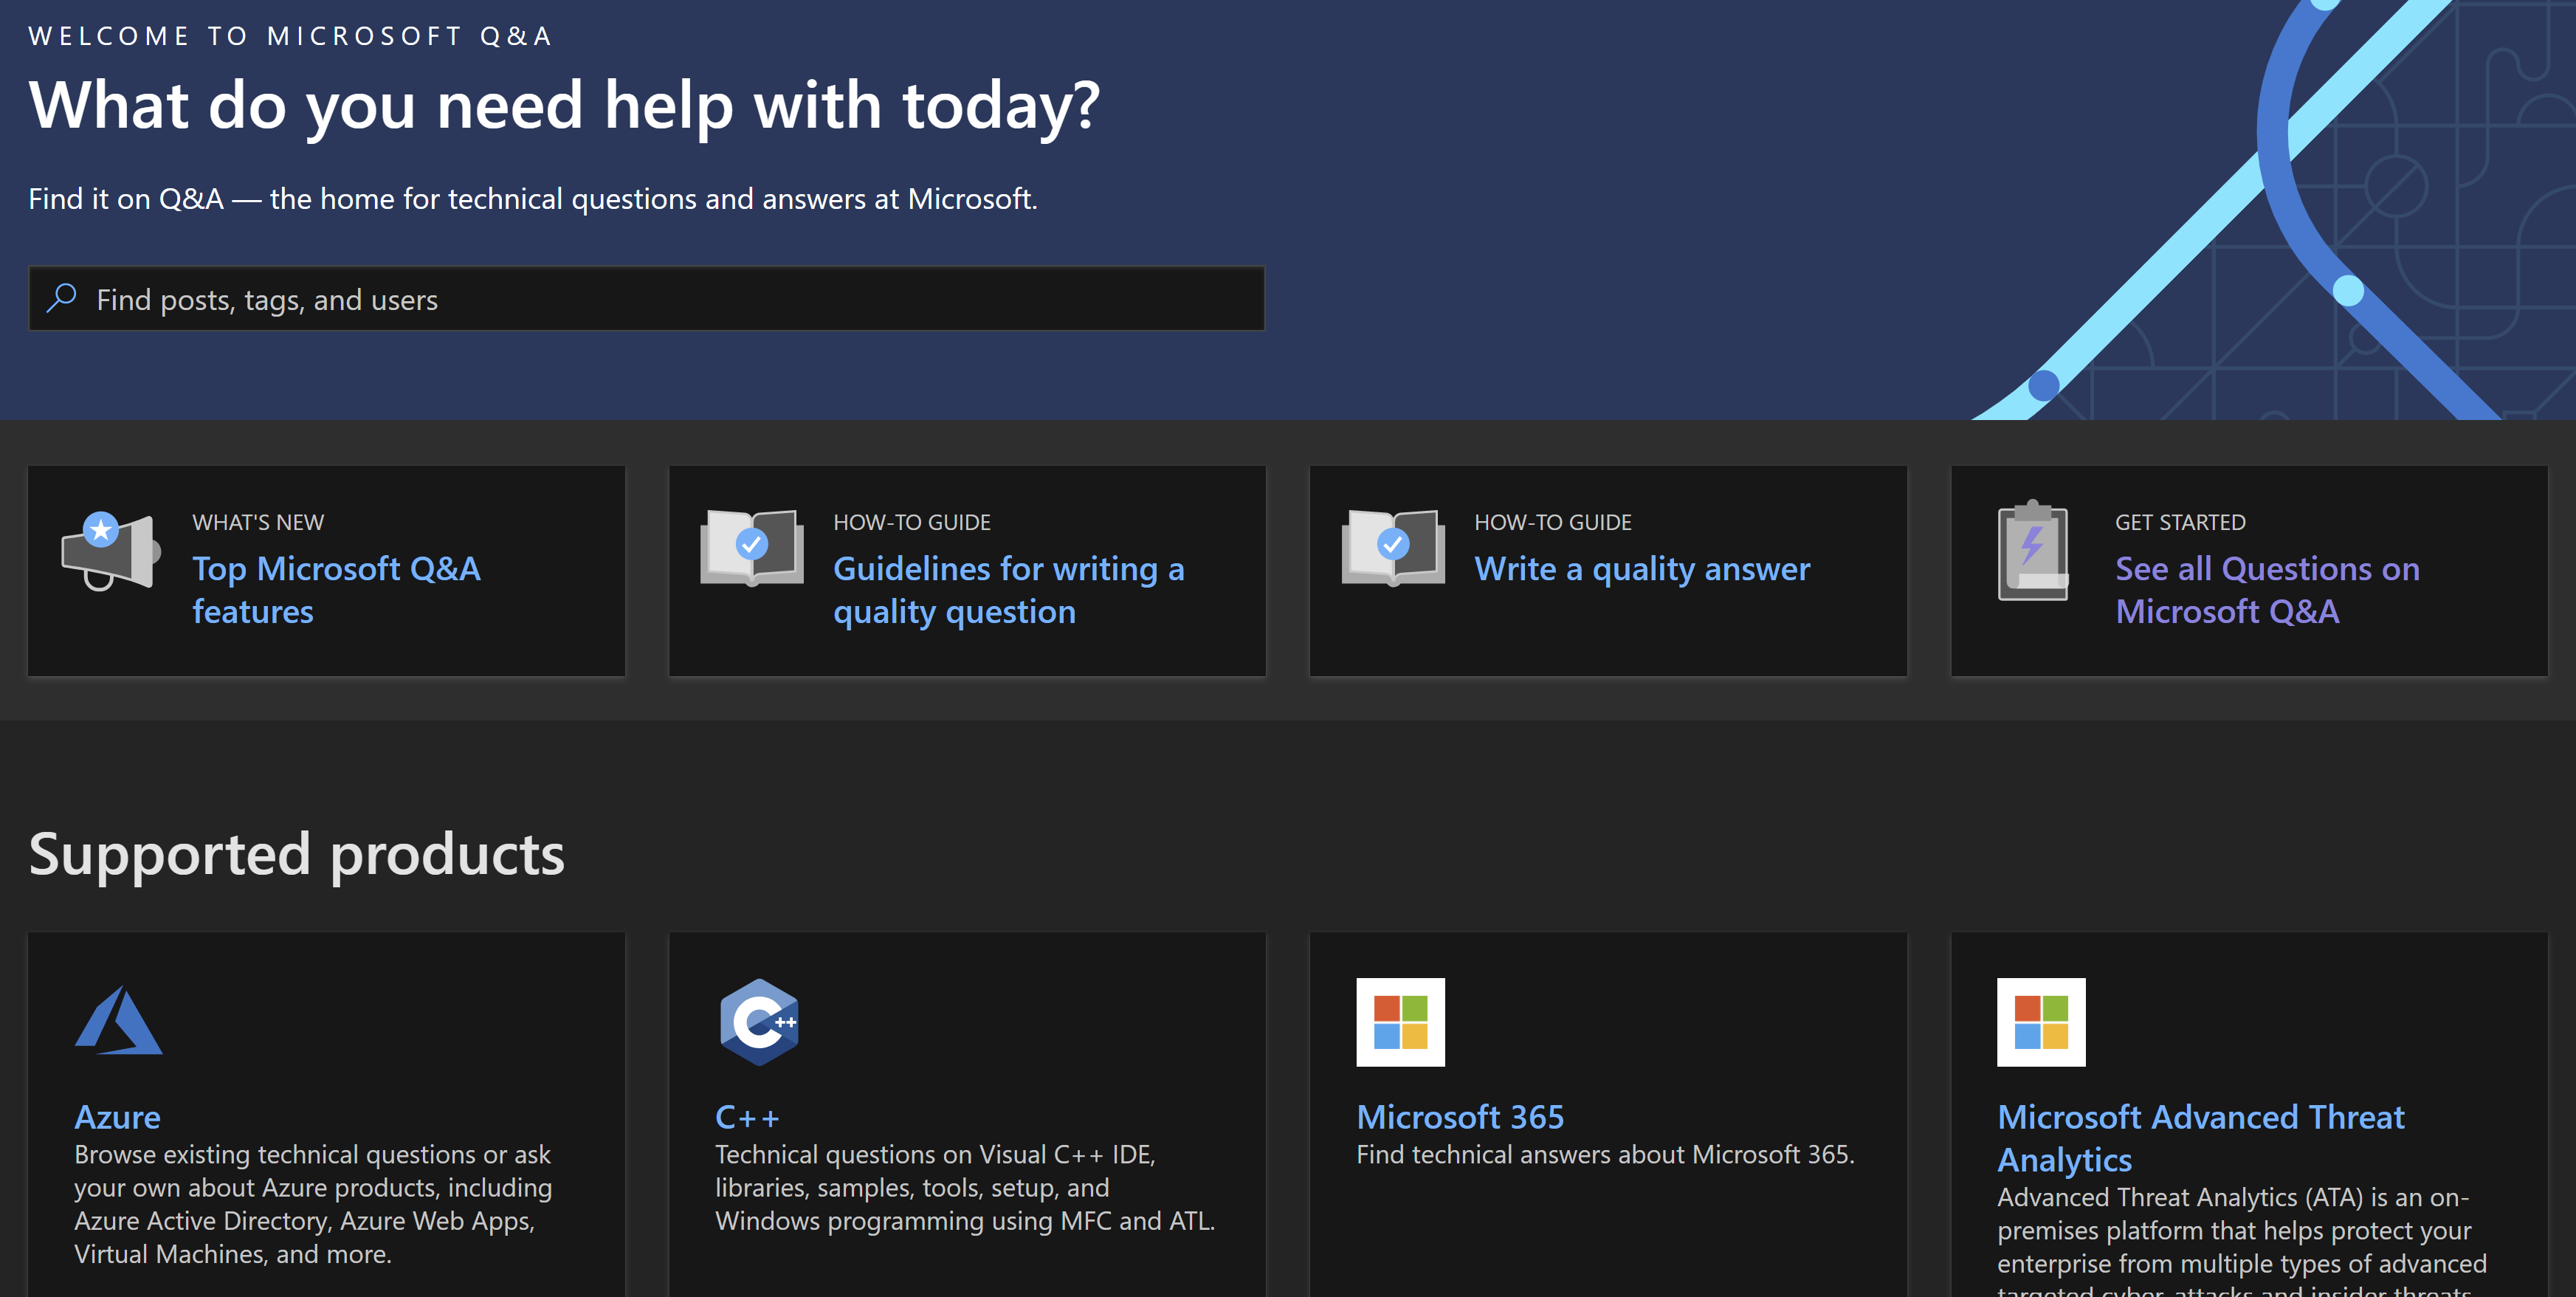 WELCOME TO MICROSOFT Q&A
What do you need help with today?
Find it on Q&A — the home for technical questions and answers at Microsoft.
Find posts, tags, and users
WHAT'S NEW
Top Microsoft Q&A
features
HOW-TO GUIDE
Guidelines for writing a
quality question
HOW-TO GUIDE
Write a quality answer
GET STARTED
See all Questions on
Microsoft Q&A
Supported products
Azure
Browse existing technical questions or ask
your own about Azure products, including
Azure Active Directory, Azure Web Apps,
Virtual Machines, and more.
C++
C++
Technical questions on Visual C++ IDE,
libraries, samples, tools, setup, and
Windows programming using MFC and ATL.
Microsoft 365
Find technical answers about Microsoft 365.
Microsoft Advanced Threat
Analytics
Advanced Threat Analytics (ATA) is an on-
premises platform that helps protect your
enterprise from multiple types of advanced
targeted cyber attacks and insider threats